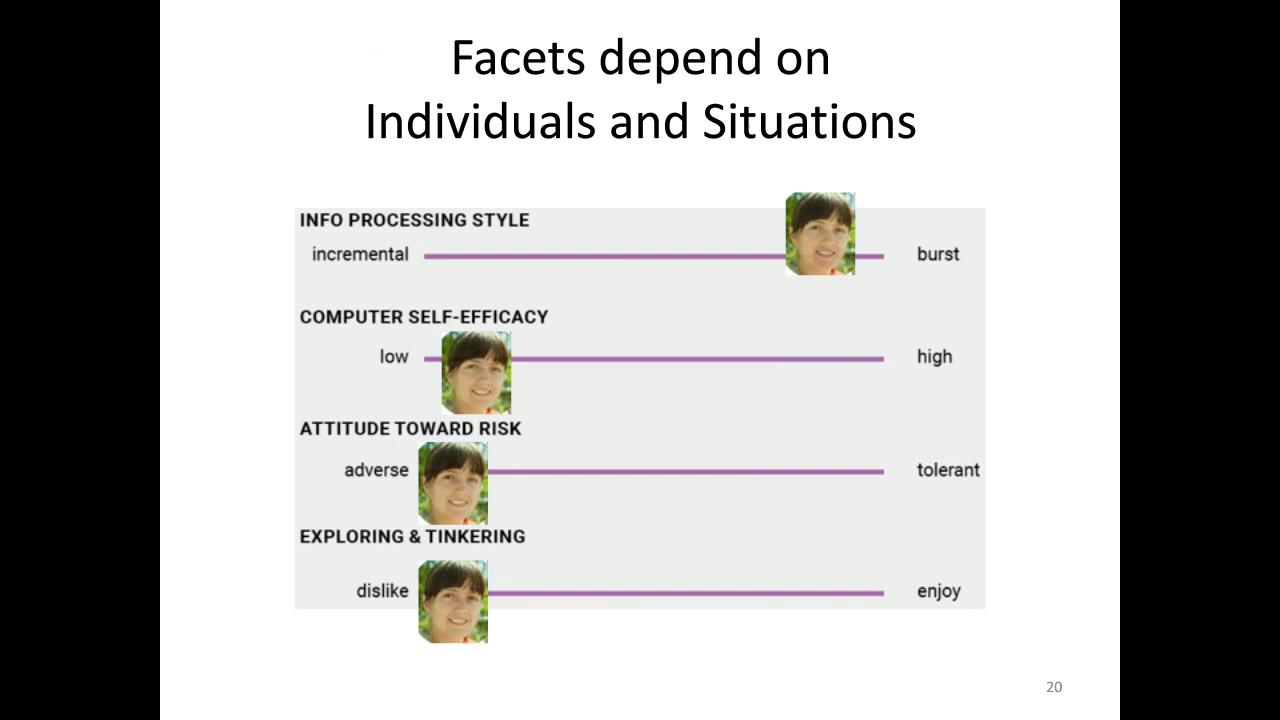 Facets depend on
Individuals and Situations
INFO PROCESSING STYLE
incremental burst
COMPUTER SELF-EFFICACY
low high
ATTITUDE TOWARD RISK
adverse tolerant
EXPLORING & TINKERING
dislike enjoy
20